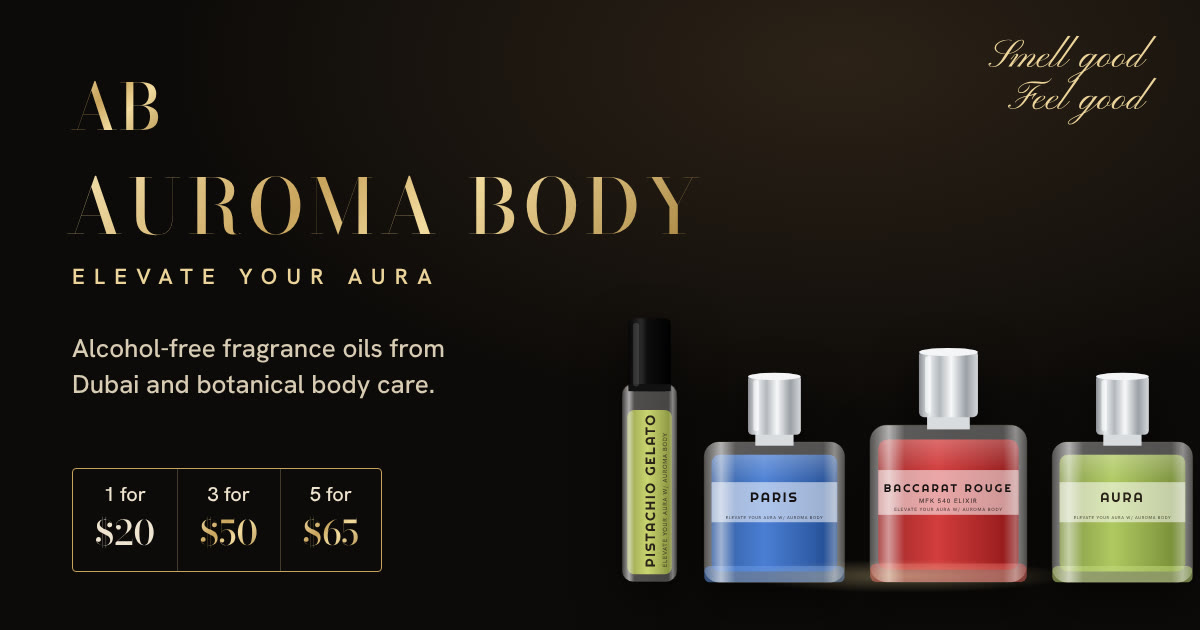 Smell good
Feel good
AB
AUROMA BODY
ELEVATE YOUR AURA
Alcohol-free fragrance oils from
Dubai and botanical body care.
1 for
$20
3 for
$50
5 for
$65
PISTACHIO GELATO
ELEVATE YOUR AURA W/ AUROMA BODY
PARIS
ELEVATE YOUR AURA W/ AUROMA BODY
BACCARAT ROUGE
MFK 540 ELIXIR
ELEVATE YOUR AURA W/ AUROMA BODY
AURA
ELEVATE YOUR AURA W/ AUROMA BODY